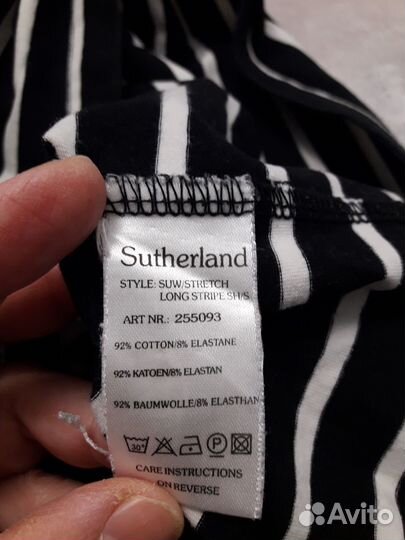 Sutherland
STYLE: SUW/STRETCH
LONG STRIPE SH/S
ART NR.: 255093
92% COTTON/8% ELASTANE
92% KATOEN/8% ELASTAN
92% BAUMWOLLE/8% ELASTHAN
30°
P
CARE INSTRUCTIONS
ON REVERSE
Avito